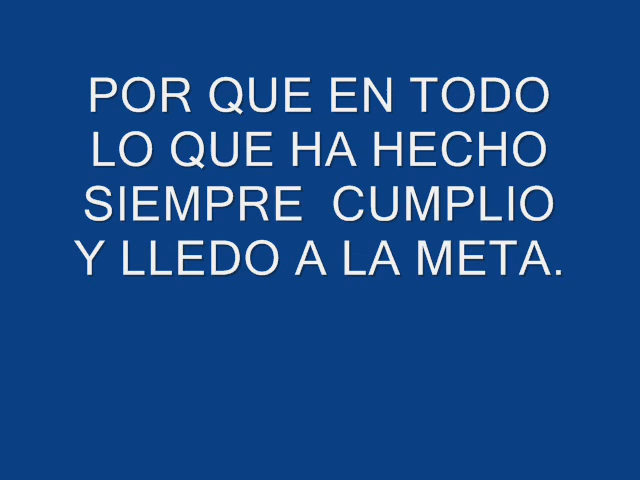 POR QUE EN TODO
LO QUE HA HECHO
SIEMPRE  CUMPLIO
Y LLEDO A LA META.